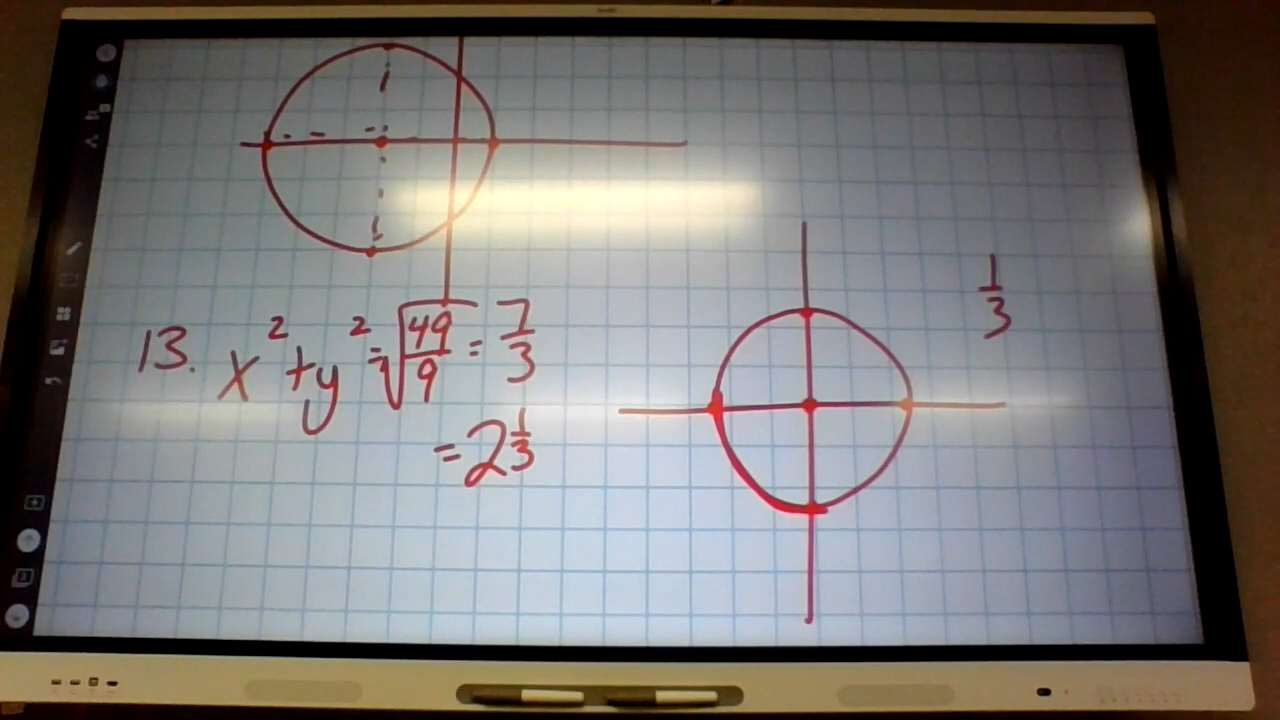 13. x² + y² = √49/9 = 7/3
= 2 1/3
1/3